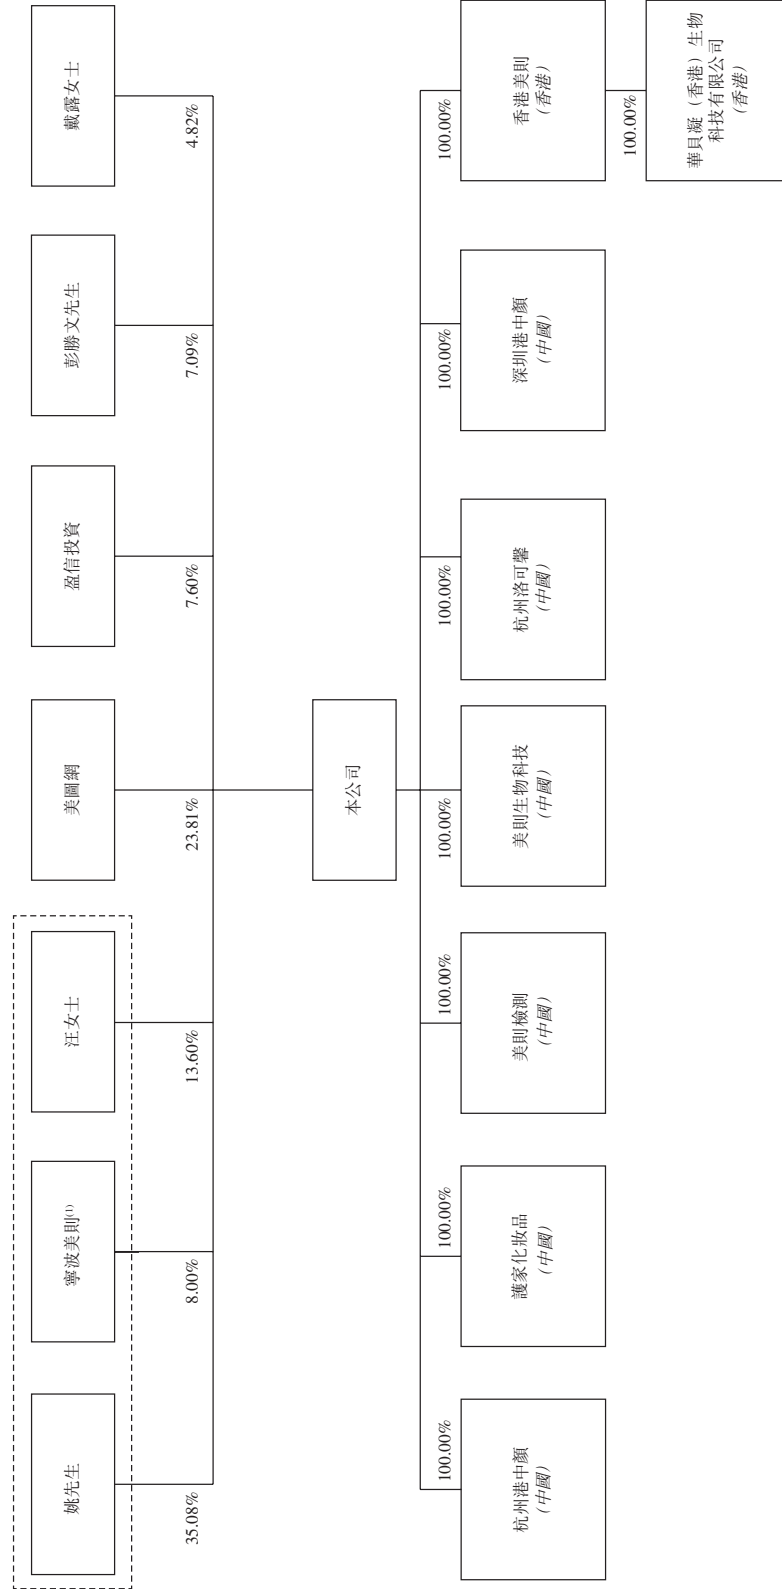 姚先生
寧波美則⁽¹⁾
汪女士
美圖網
盈信投資
彭勝文先生
戴露女士
35.08%
8.00%
13.60%
23.81%
7.60%
7.09%
4.82%
本公司
100.00%
100.00%
100.00%
100.00%
100.00%
100.00%
100.00%
杭州港中顏
(中國)
護家化妝品
(中國)
美則檢測
(中國)
美則生物科技
(中國)
杭州洛可馨
(中國)
深圳港中顏
(中國)
香港美則
(香港)
100.00%
華貝凝（香港）生物
科技有限公司
(香港)